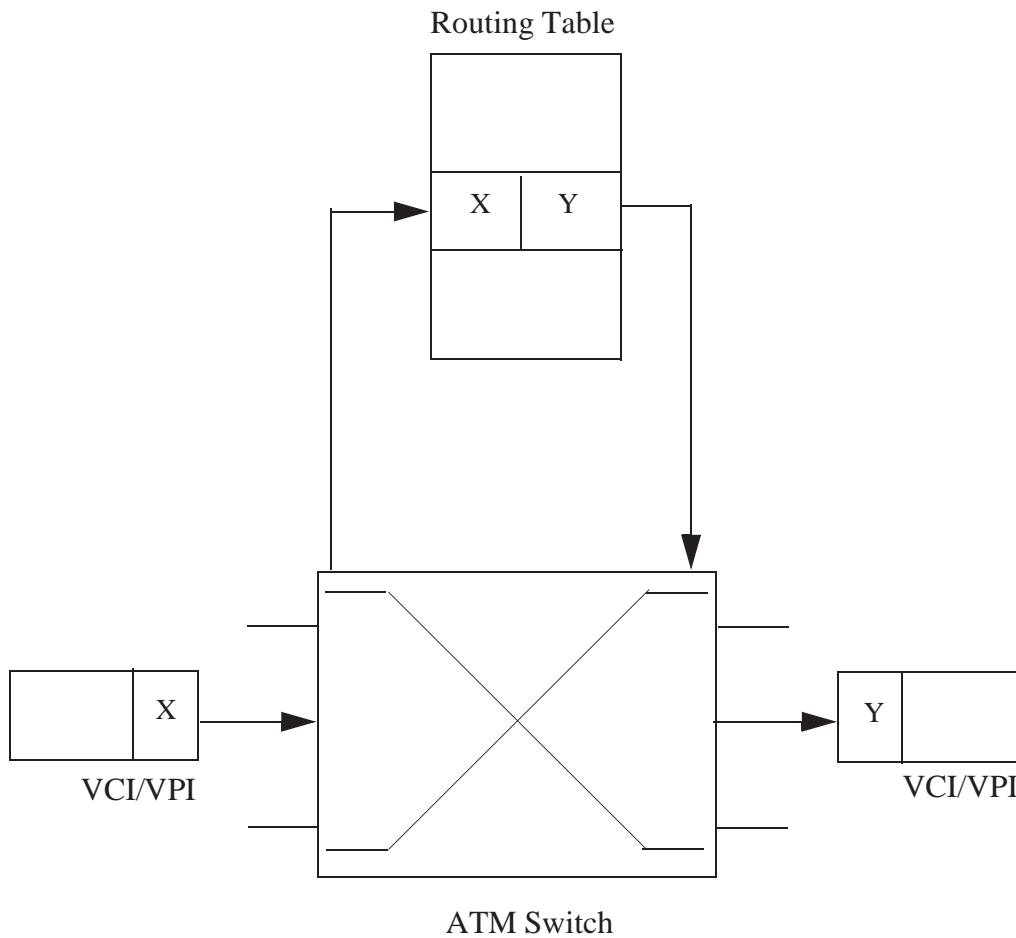 Routing Table
X Y
X
Y
VCI/VPI
VCI/VPI
ATM Switch